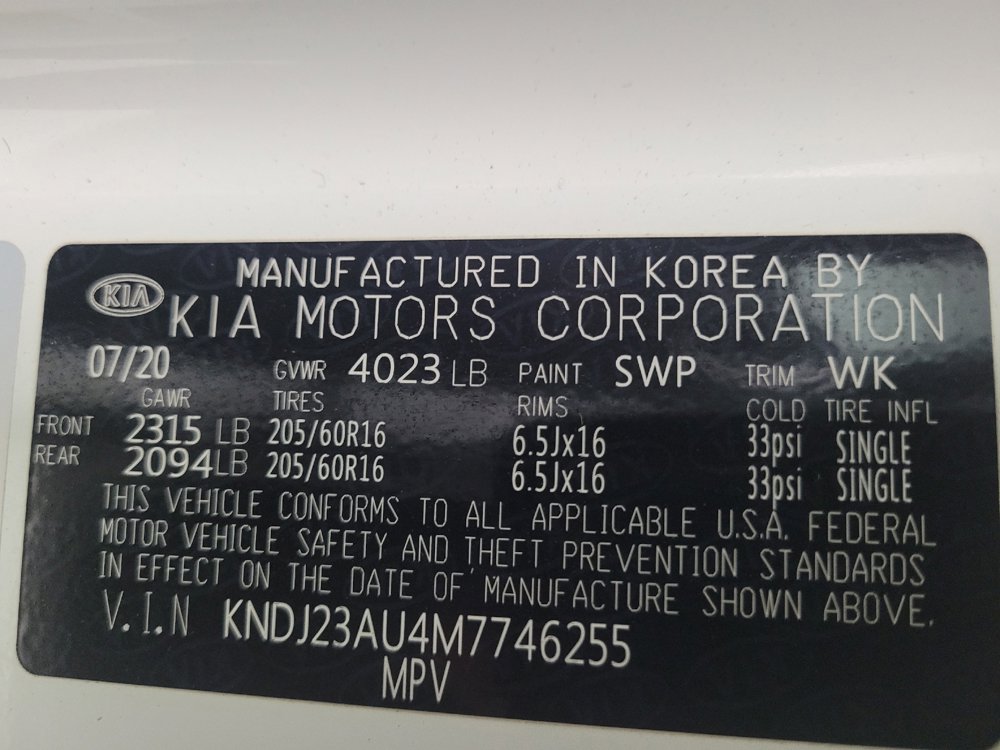 KIA MANUFACTURED IN KOREA BY
KIA MOTORS CORPORATION
07/20 GVWR 4023 LB PAINT SWP TRIM WK
GAWR TIRES RIMS COLD TIRE INFL
FRONT 2315 LB 205/60R16 6.5Jx16 33psi SINGLE
REAR 2094LB 205/60R16 6.5Jx16 33psi SINGLE
THIS VEHICLE CONFORMS TO ALL APPLICABLE U.S.A. FEDERAL
MOTOR VEHICLE SAFETY AND THEFT PREVENTION STANDARDS
IN EFFECT ON THE DATE OF MANUFACTURE SHOWN ABOVE.
V.I.N KNDJ23AU4M7746255
MPV